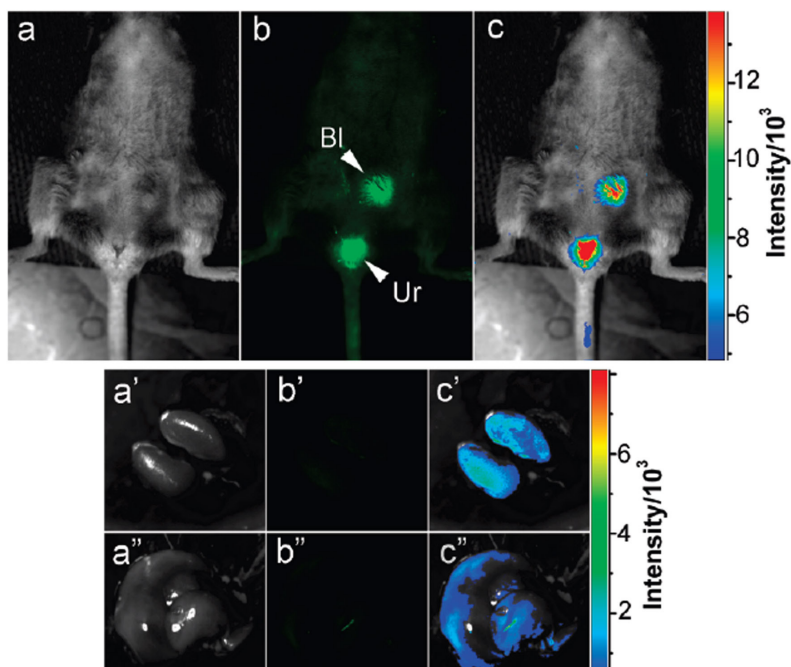 a
b
c
Bl
Ur
12
10
8
6
Intensity/10³
a'
b'
c'
a"
b"
c"
6
4
2
Intensity/10³